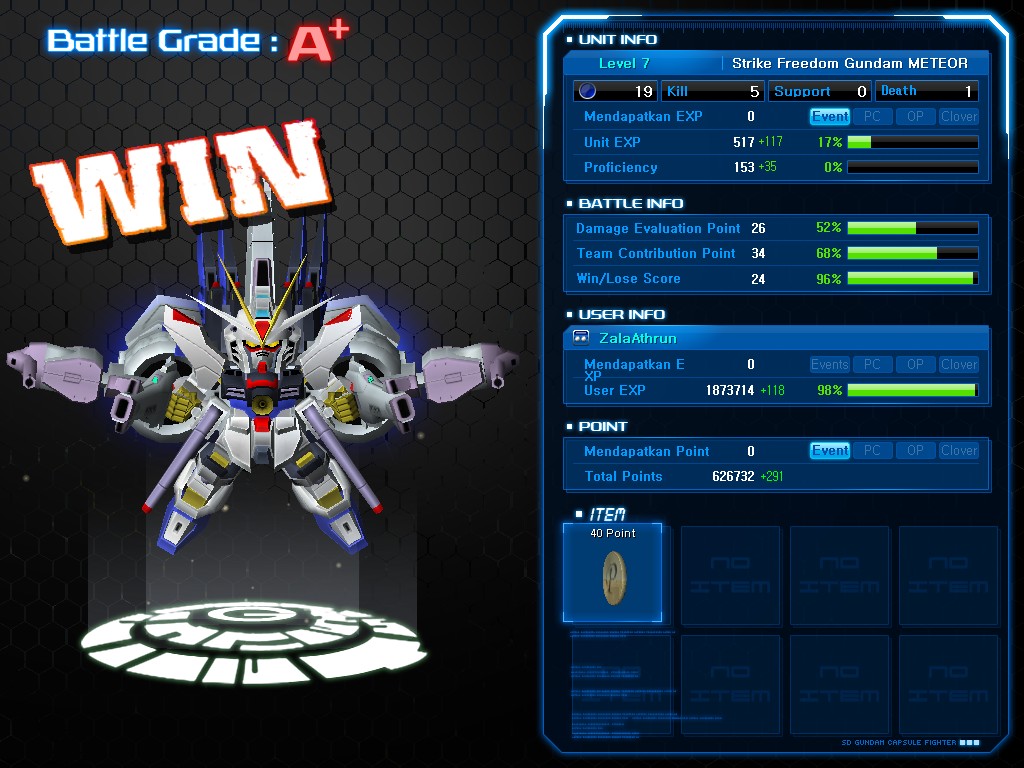 Battle Grade : A+
WIN
UNIT INFO
Level 7 Strike Freedom Gundam METEOR
19 Kill 5 Support 0 Death 1
Mendapatkan EXP 0 Event PC OP Clover
Unit EXP 517 +117 17%
Proficiency 153 +35 0%
BATTLE INFO
Damage Evaluation Point 26 52%
Team Contribution Point 34 68%
Win/Lose Score 24 96%
USER INFO
ZalaAthrun
Mendapatkan E
XP 0 Events PC OP Clover
User EXP 1873714 +118 98%
POINT
Mendapatkan Point 0 Event PC OP Clover
Total Points 626732 +291
ITEM
40 Point
P
NO ITEM NO ITEM NO ITEM
NO ITEM NO ITEM NO ITEM
SD GUNDAM CAPSULE FIGHTER